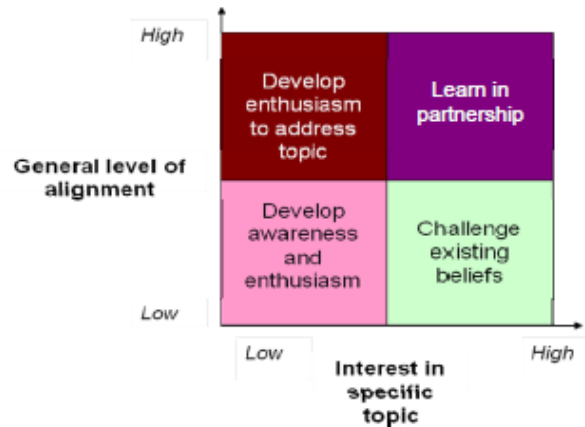 High
Develop
enthusiasm
to address
topic
Learn in
partnership
General level of
alignment
Develop
awareness
and
enthusiasm
Challenge
existing
beliefs
Low
Low
High
Interest in
specific
topic